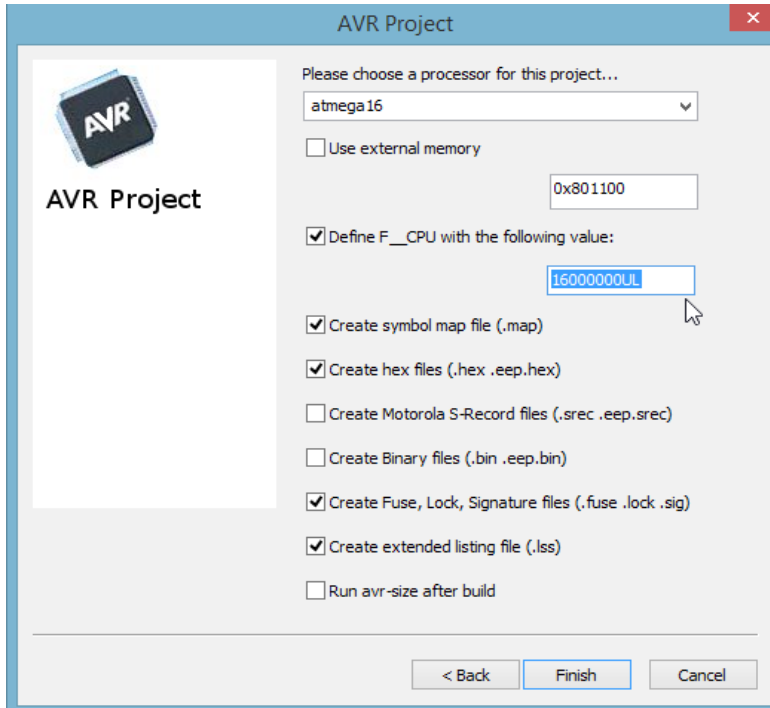 AVR Project
Please choose a processor for this project...
atmega16
Use external memory
0x801100
Define F__CPU with the following value:
16000000UL
Create symbol map file (.map)
Create hex files (.hex .eep.hex)
Create Motorola S-Record files (.srec .eep.srec)
Create Binary files (.bin .eep.bin)
Create Fuse, Lock, Signature files (.fuse .lock .sig)
Create extended listing file (.lss)
Run avr-size after build
AVR
AVR Project
< Back
Finish
Cancel